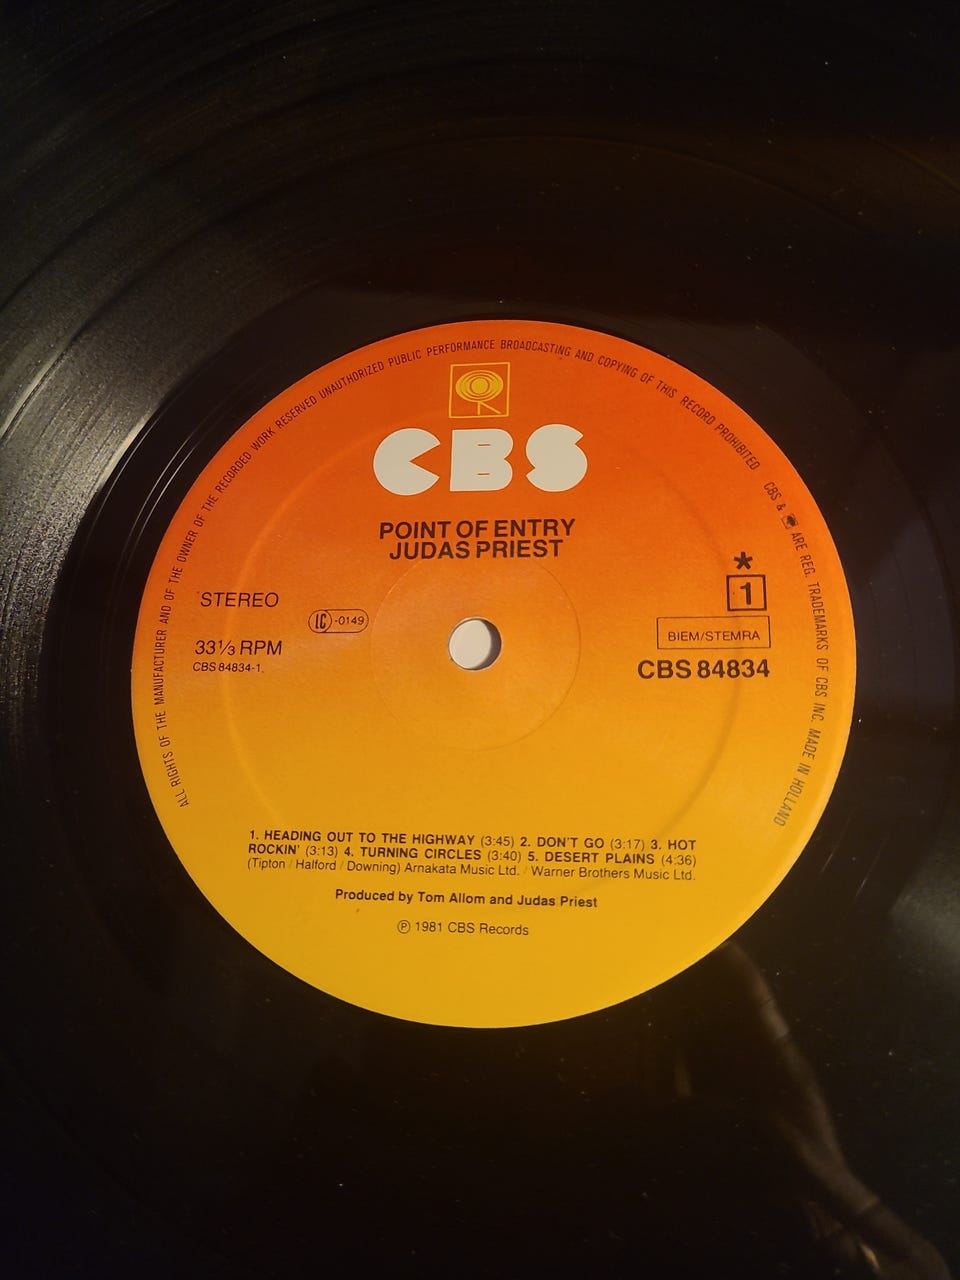 ALL RIGHTS OF THE MANUFACTURER AND OF THE OWNER OF THE RECORDED WORK RESERVED UNAUTHORIZED PUBLIC PERFORMANCE BROADCASTING AND COPYING OF THIS RECORD PROHIBITED
CBS & ARE REG. TRADEMARKS OF CBS INC. MADE IN HOLLAND
CBS
POINT OF ENTRY
JUDAS PRIEST
STEREO
LC-0149
33⅓ RPM
CBS 84834-1
*
1
BIEM/STEMRA
CBS 84834
1. HEADING OUT TO THE HIGHWAY (3:45) 2. DON'T GO (3:17) 3. HOT
ROCKIN' (3:13) 4. TURNING CIRCLES (3:40) 5. DESERT PLAINS (4:36)
(Tipton / Halford / Downing) Arnakata Music Ltd. / Warner Brothers Music Ltd.
Produced by Tom Allom and Judas Priest
℗ 1981 CBS Records